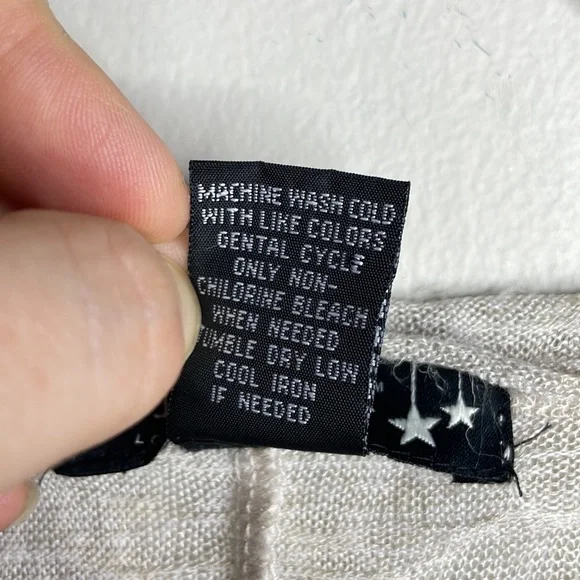 MACHINE WASH COLD
WITH LIKE COLORS
GENTAL CYCLE
ONLY NON-
CHLORINE BLEACH
WHEN NEEDED
TUMBLE DRY LOW
COOL IRON
IF NEEDED